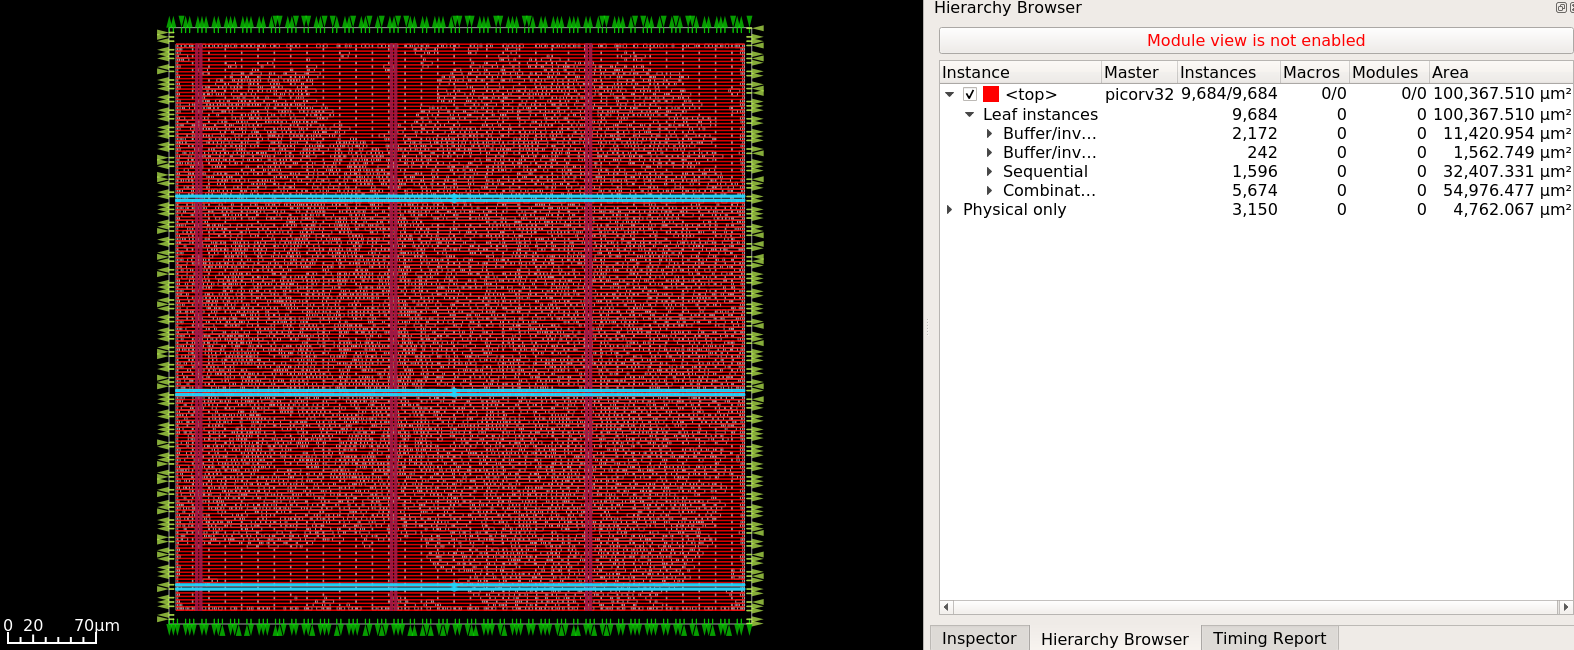 Hierarchy Browser
Module view is not enabled
Instance Master Instances Macros Modules Area
<top> picorv32 9,684/9,684 0/0 0/0 100,367.510 µm²
Leaf instances 9,684 0 0 100,367.510 µm²
Buffer/inv... 2,172 0 0 11,420.954 µm²
Buffer/inv... 242 0 0 1,562.749 µm²
Sequential 1,596 0 0 32,407.331 µm²
Combinat... 5,674 0 0 54,976.477 µm²
Physical only 3,150 0 0 4,762.067 µm²
0 20 70µm
Inspector Hierarchy Browser Timing Report